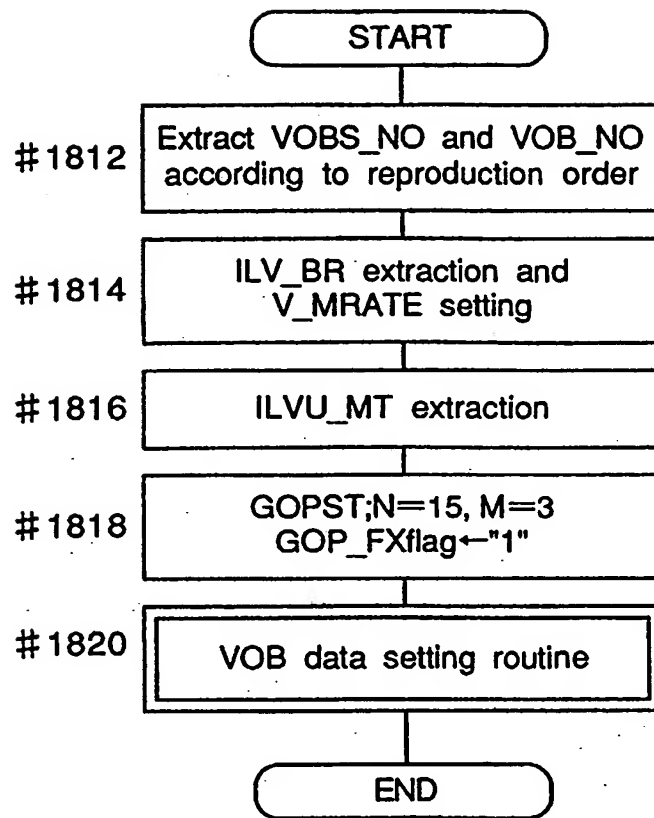 START
#1812
Extract VOBS_NO and VOB_NO
according to reproduction order
#1814
ILV_BR extraction and
V_MRATE setting
#1816
ILVU_MT extraction
#1818
GOPST;N=15, M=3
GOP_FXflag←"1"
#1820
VOB data setting routine
END